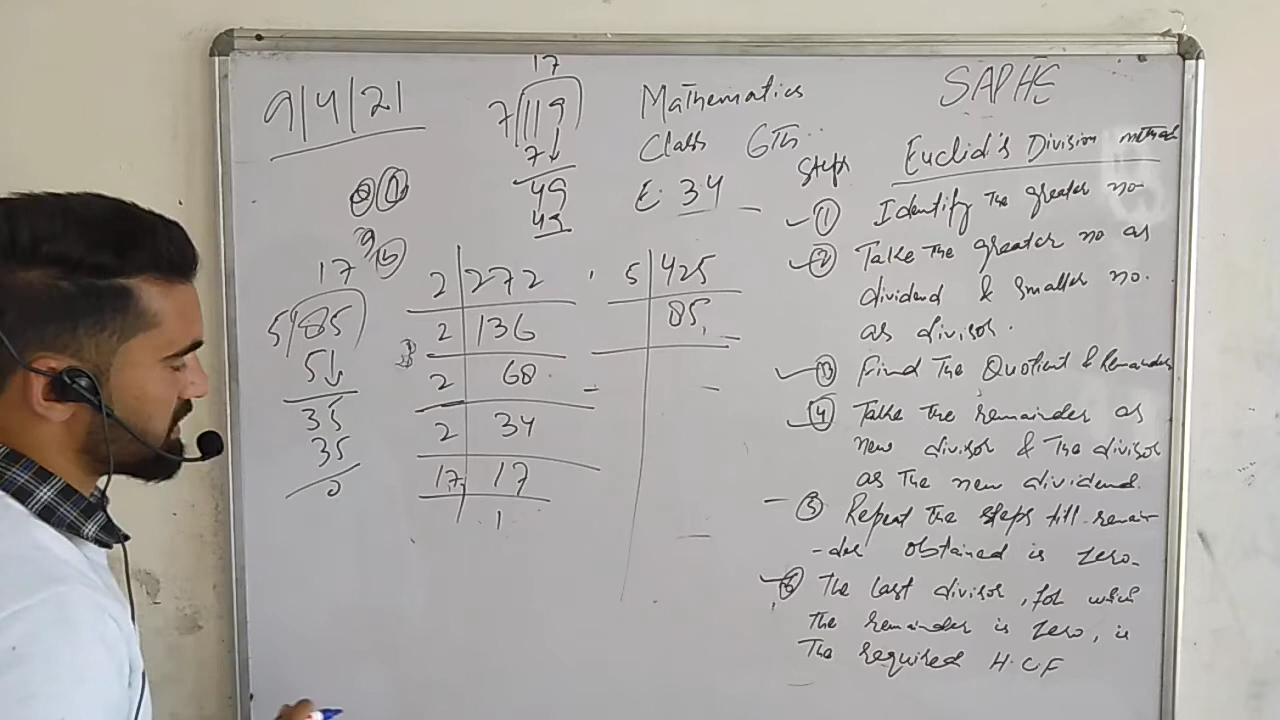 9/4/21
17
7 119
7↓
49
49
Mathematics
Class 6Th
E. 34
SAPHE
Euclid's Division method
Steps
① Identify The greater no
② Take The greater no as
dividend & smaller no.
as divisor.
③ Find The Quotient & Remainder
④ Take the remainder as
new divisor & The divisor
as The new dividend.
⑤ Repeat The steps till remain
-der obtained is zero.
⑥ The last divisor, for which
The remainder is zero, is
The required H.C.F
17
5 85
5↓
35
35
0
2 272
2 136
2 68
2 34
17 17
1
5 425
85